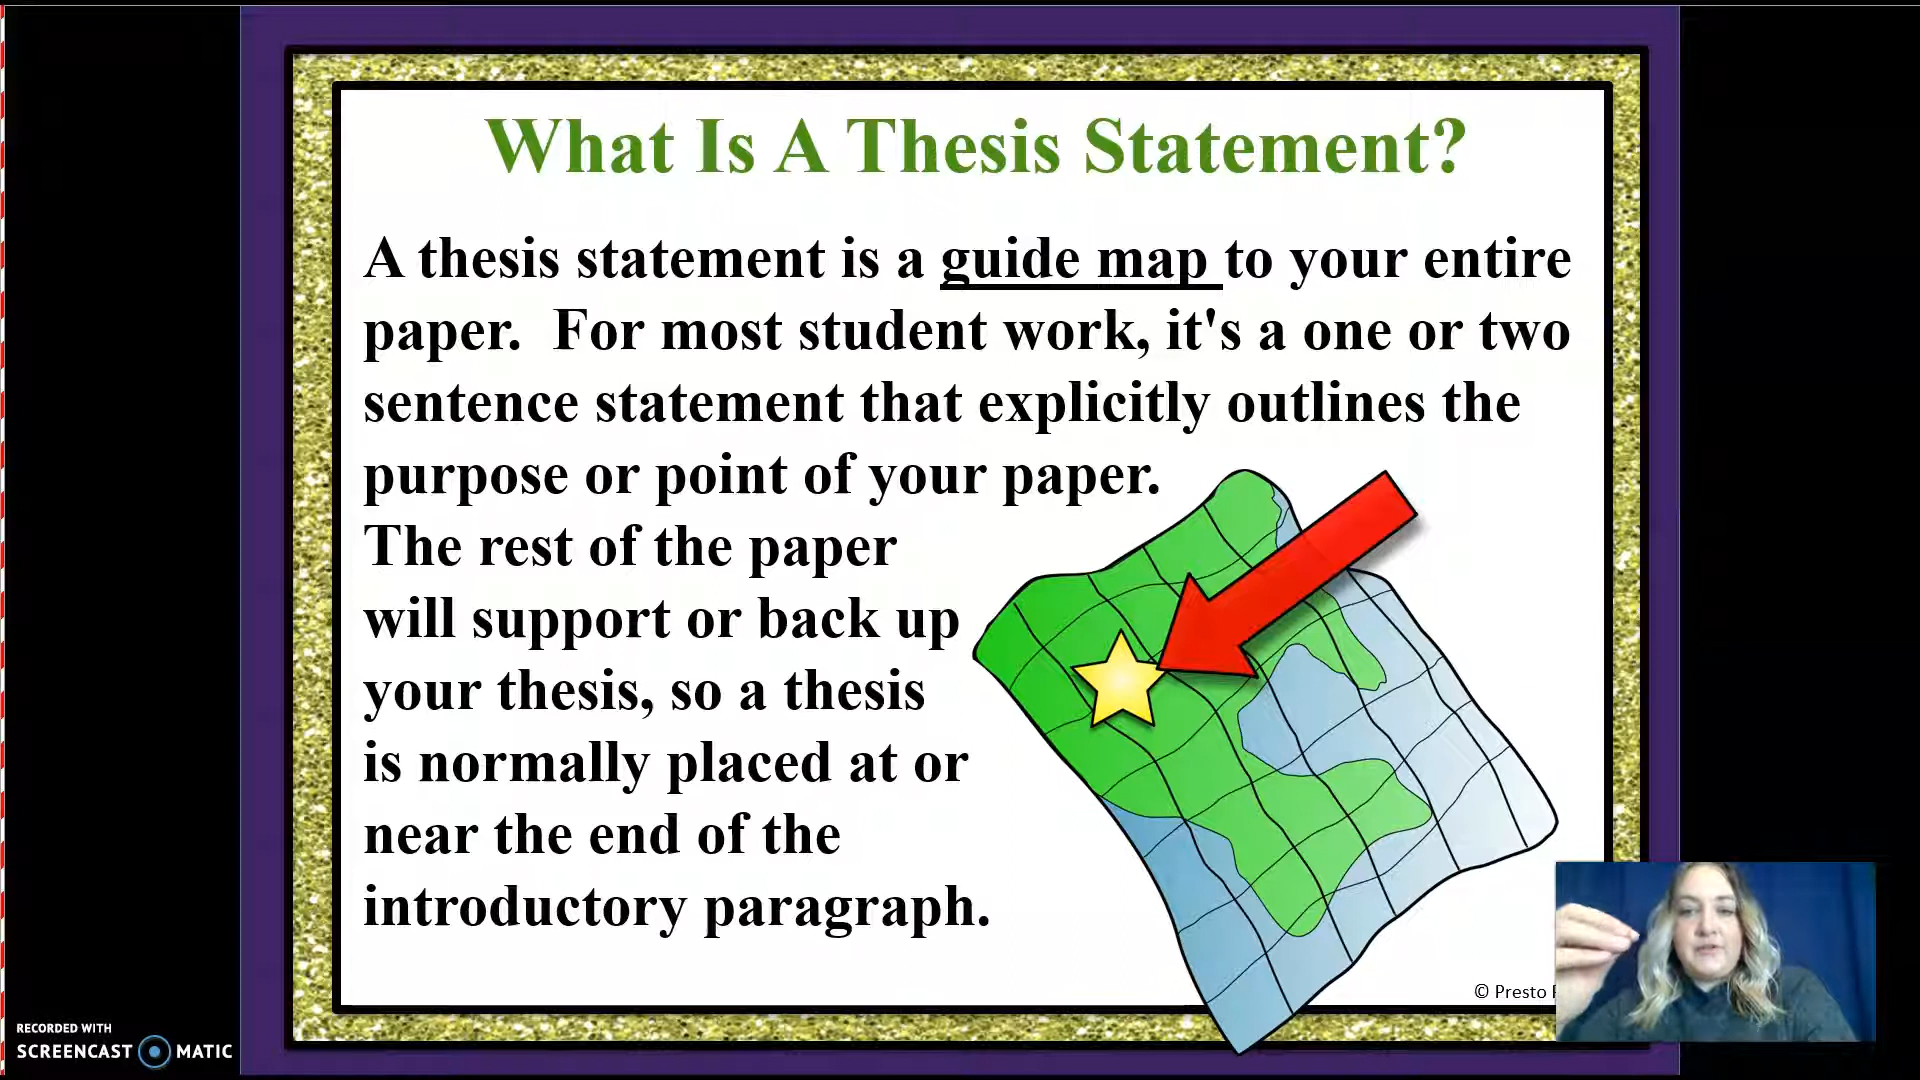 What Is A Thesis Statement?
A thesis statement is a guide map to your entire
paper.  For most student work, it's a one or two
sentence statement that explicitly outlines the
purpose or point of your paper.
The rest of the paper
will support or back up
your thesis, so a thesis
is normally placed at or
near the end of the
introductory paragraph.
© Presto
RECORDED WITH
SCREENCAST MATIC